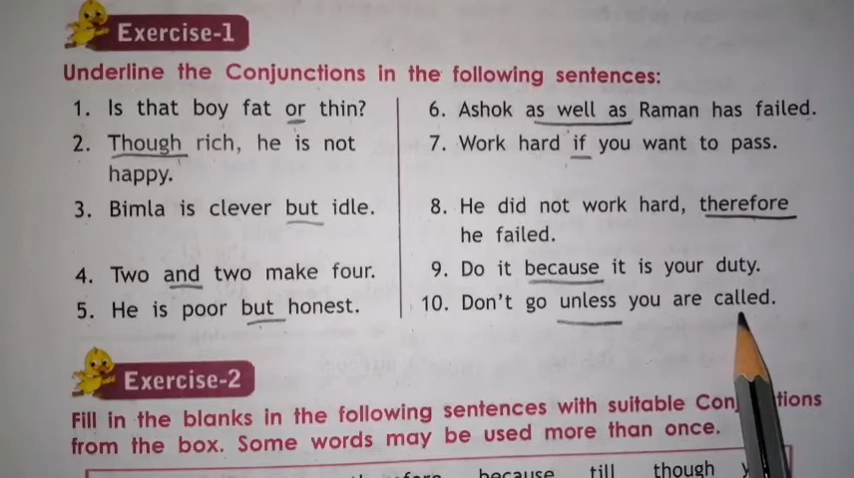 Exercise-1
Underline the Conjunctions in the following sentences:
1. Is that boy fat or thin?
2. Though rich, he is not
happy.
3. Bimla is clever but idle.
4. Two and two make four.
5. He is poor but honest.
6. Ashok as well as Raman has failed.
7. Work hard if you want to pass.
8. He did not work hard, therefore
he failed.
9. Do it because it is your duty.
10. Don't go unless you are called.
Exercise-2
Fill in the blanks in the following sentences with suitable
from the box. Some words may be used more than once.
because till though